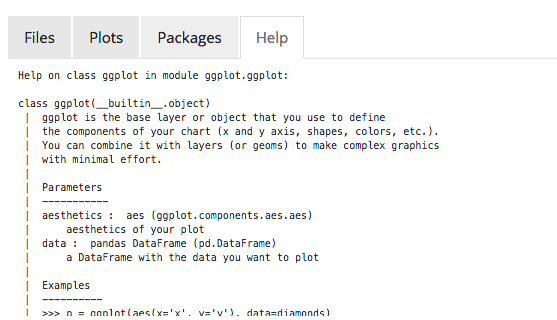 Files Plots Packages Help
Help on class ggplot in module ggplot.ggplot:
class ggplot(__builtin__.object)
 |  ggplot is the base layer or object that you use to define
 |  the components of your chart (x and y axis, shapes, colors, etc.).
 |  You can combine it with layers (or geoms) to make complex graphics
 |  with minimal effort.
 |
 |  Parameters
 |  -----------
 |  aesthetics :  aes (ggplot.components.aes.aes)
 |      aesthetics of your plot
 |  data :  pandas DataFrame (pd.DataFrame)
 |      a DataFrame with the data you want to plot
 |
 |  Examples
 |  ----------
 |  >>> p = ggplot(aes(x='x', y='y'), data=diamonds)